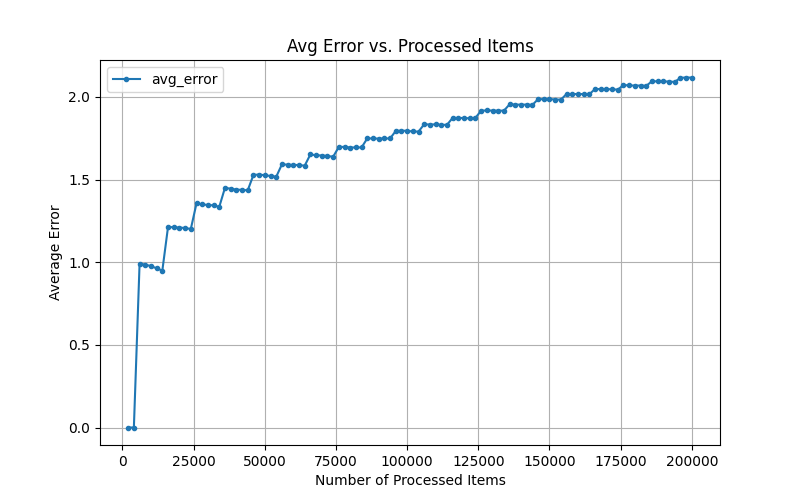 Avg Error vs. Processed Items
avg_error
Average Error
2.0
1.5
1.0
0.5
0.0
0 25000 50000 75000 100000 125000 150000 175000 200000
Number of Processed Items